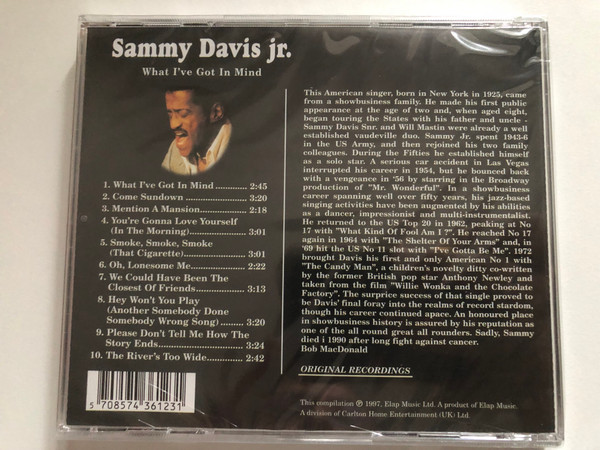 Sammy Davis jr.
What I've Got In Mind
1. What I've Got In Mind ............ 2:45
2. Come Sundown .................... 3:20
3. Mention A Mansion............... 2:18
4. You're Gonna Love Yourself
(In The Morning)................. 3:01
5. Smoke, Smoke, Smoke
(That Cigarette).................... 3:01
6. Oh, Lonesome Me................. 2:22
7. We Could Have Been The
Closest Of Friends............... 3:13
8. Hey Won't You Play
(Another Somebody Done
Somebody Wrong Song) ....... 3:20
9. Please Don't Tell Me How The
Story Ends.......................... 3:24
10. The River's Too Wide............. 2:42
5 708574 361231
This American singer, born in New York in 1925, came
from a showbusiness family. He made his first public
appearance at the age of two and, when aged eight,
began touring the States with his father and uncle -
Sammy Davis Snr. and Will Mastin were already a well
established vaudeville duo. Sammy Jr. spent 1943-6
in the US Army, and then rejoined his two family
colleagues. During the Fifties he established himself
as a solo star. A serious car accident in Las Vegas
interrupted his career in 1954, but he bounced back
with a vengeance in '56 by starring in the Broadway
production of "Mr. Wonderful". In a showbusiness
career spanning well over fifty years, his jazz-based
singing activities have been augmented by his abilities
as a dancer, impressionist and multi-instrumentalist.
He returned to the US Top 20 in 1962, peaking at No
17 with "What Kind Of Fool Am I ?". He reached No 17
again in 1964 with "The Shelter Of Your Arms" and, in
'69 hit the US No 11 slot with "I've Gotta Be Me". 1972
brought Davis his first and only American No 1 with
"The Candy Man", a children's novelty ditty co-written
by the former British pop star Anthony Newley and
taken from the film "Willie Wonka and the Chocolate
Factory". The surprice success of that single proved to
be Davis' final foray into the realms of record stardom,
though his career continued apace. An honoured place
in showbusiness history is assured by his reputation as
one of the all round great all rounders. Sadly, Sammy
died i 1990 after long fight against cancer.
Bob MacDonald
ORIGINAL RECORDINGS
This compilation ℗ 1997, Elap Music Ltd. A product of Elap Music.
A division of Carlton Home Entertainment (UK) Ltd.